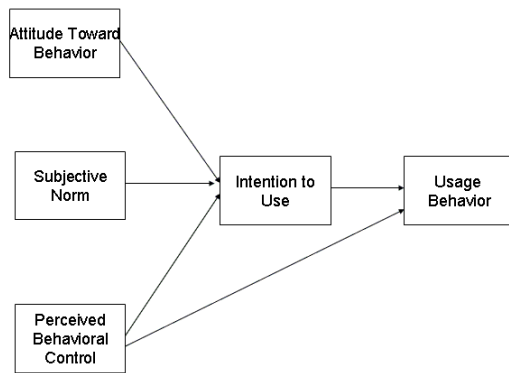 Attitude Toward
Behavior
Subjective
Norm
Intention to
Use
Usage
Behavior
Perceived
Behavioral
Control